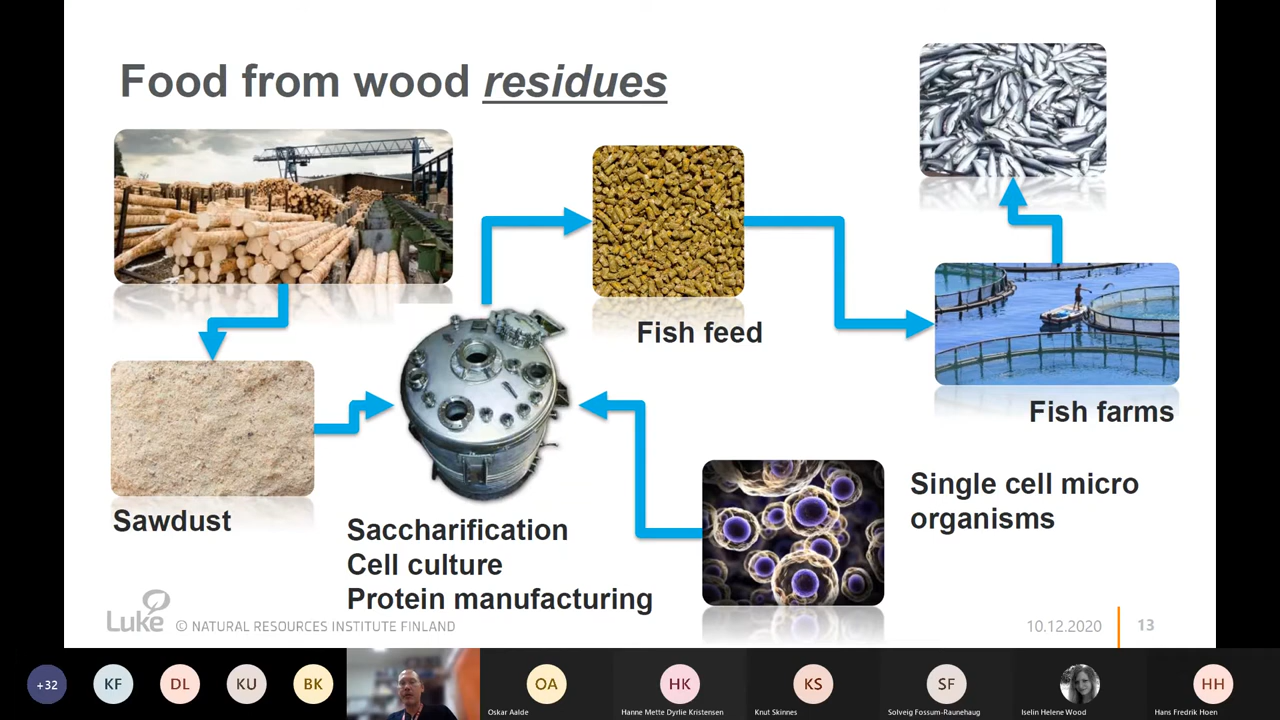 Food from wood residues
Fish feed
Fish farms
Sawdust
Single cell micro
organisms
Saccharification
Cell culture
Protein manufacturing
Luke
© NATURAL RESOURCES INSTITUTE FINLAND
10.12.2020
13
+32
KF
DL
KU
BK
OA
HK
KS
SF
HH
Oskar Aalde
Hanne Mette Dyrlie Kristensen
Knut Skinnes
Solveig Fossum-Raunehaug
Iselin Helene Wood
Hans Fredrik Hoen